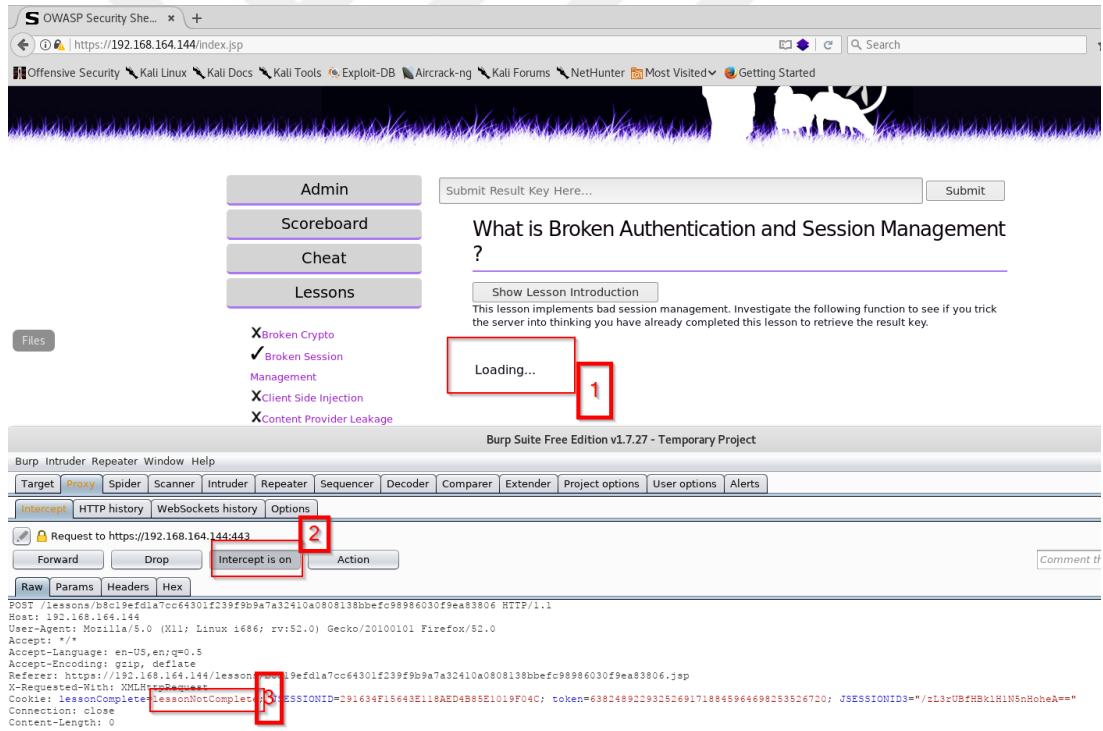 OWASP Security She... × +
https://192.168.164.144/index.jsp
Search
Offensive Security Kali Linux Kali Docs Kali Tools Exploit-DB Aircrack-ng Kali Forums NetHunter Most Visited Getting Started
Admin
Submit Result Key Here...
Submit
Scoreboard
What is Broken Authentication and Session Management
?
Cheat
Lessons
Show Lesson Introduction
This lesson implements bad session management. Investigate the following function to see if you trick
the server into thinking you have already completed this lesson to retrieve the result key.
Files
XBroken Crypto
✓Broken Session
Management
XClient Side Injection
XContent Provider Leakage
Loading...
1
Burp Suite Free Edition v1.7.27 - Temporary Project
Burp Intruder Repeater Window Help
Target Proxy Spider Scanner Intruder Repeater Sequencer Decoder Comparer Extender Project options User options Alerts
Intercept HTTP history WebSockets history Options
Request to https://192.168.164.144:443
2
Forward Drop Intercept is on Action Comment th
Raw Params Headers Hex
POST /lessons/b8c19efd1a7cc64301f239f9b9a7a32410a0808138bbefc98986030f9ea83806 HTTP/1.1
Host: 192.168.164.144
User-Agent: Mozilla/5.0 (X11; Linux i686; rv:52.0) Gecko/20100101 Firefox/52.0
Accept: */*
Accept-Language: en-US,en;q=0.5
Accept-Encoding: gzip, deflate
Referer: https://192.168.164.144/lessons/b8c19efd1a7cc64301f239f9b9a7a32410a0808138bbefc98986030f9ea83806.jsp
X-Requested-With: XMLHttpRequest
Cookie: lessonComplete=lessonNotComplete; JSESSIONID=291634F15643E118AED4B85E1019F04C; token=63824892293252691718845964698253526720; JSESSIONID3="/zL3rUBfHBklH1N5nHoheA=="
3
Connection: close
Content-Length: 0